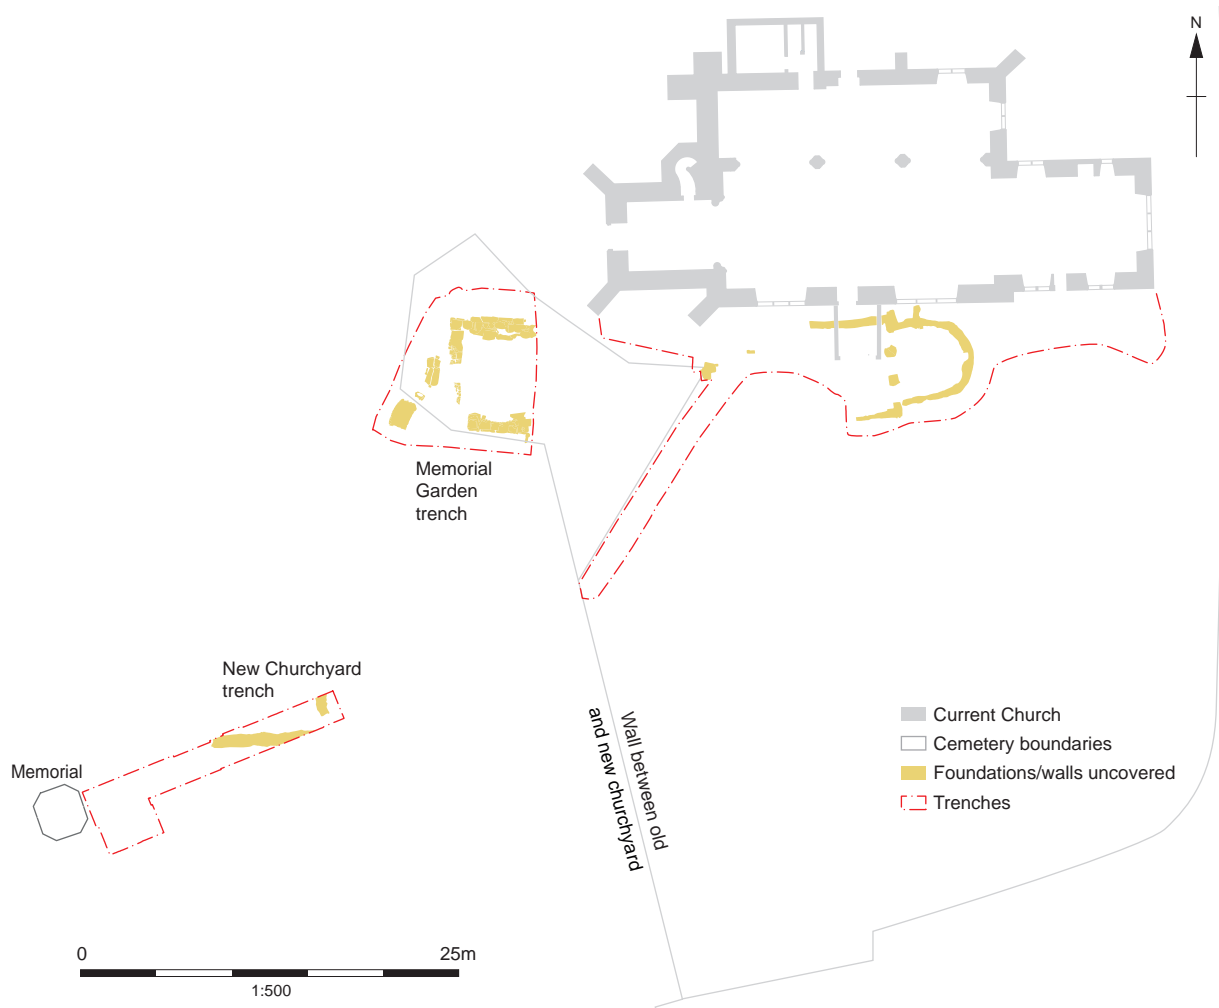 N
Memorial
Garden
trench
New Churchyard
trench
Memorial
Wall between old
and new churchyard
Current Church
Cemetery boundaries
Foundations/walls uncovered
Trenches
0
25m
1:500